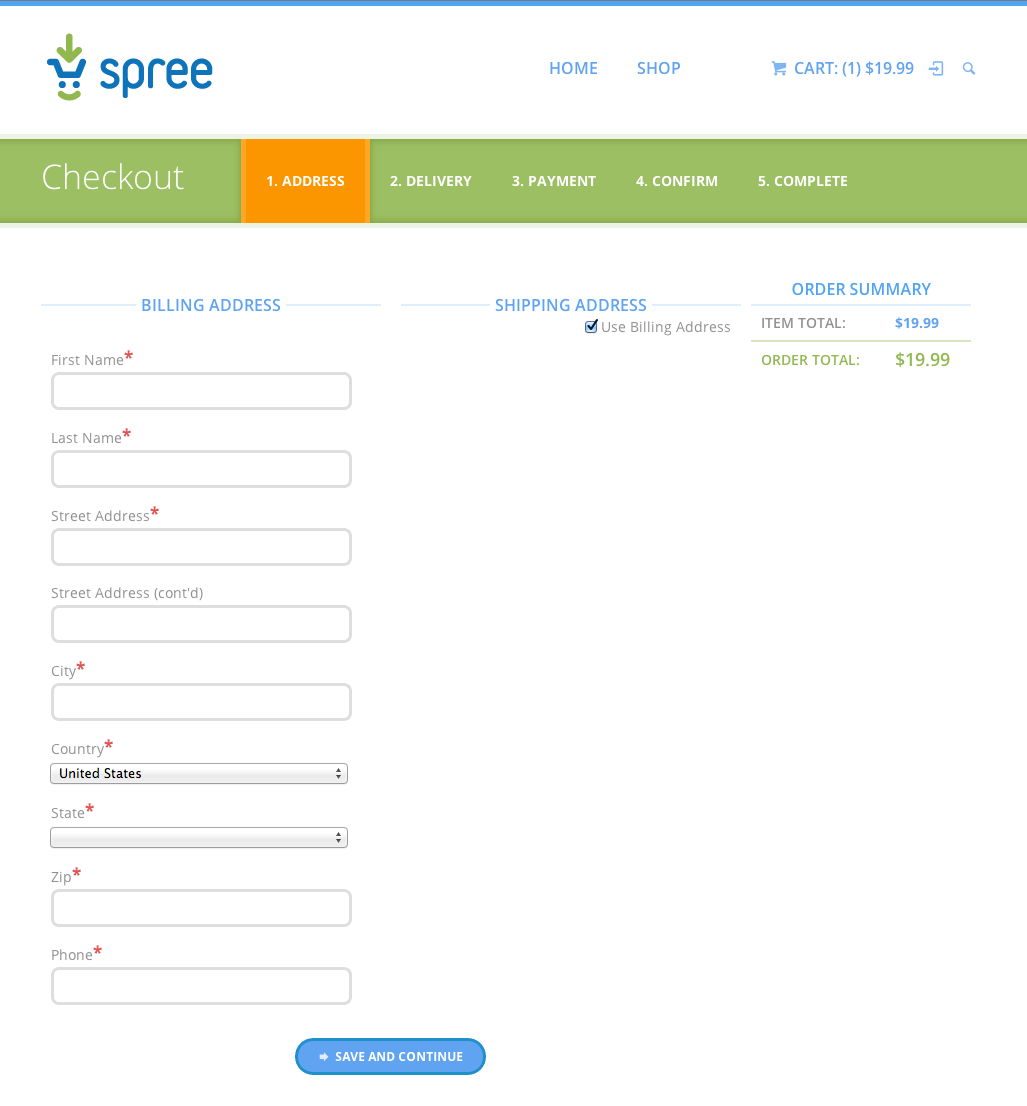 spree
HOME
SHOP
CART: (1) $19.99
Checkout
1. ADDRESS
2. DELIVERY
3. PAYMENT
4. CONFIRM
5. COMPLETE
BILLING ADDRESS
First Name*
Last Name*
Street Address*
Street Address (cont'd)
City*
Country*
United States
State*
Zip*
Phone*
SHIPPING ADDRESS
Use Billing Address
ORDER SUMMARY
ITEM TOTAL: $19.99
ORDER TOTAL: $19.99
SAVE AND CONTINUE